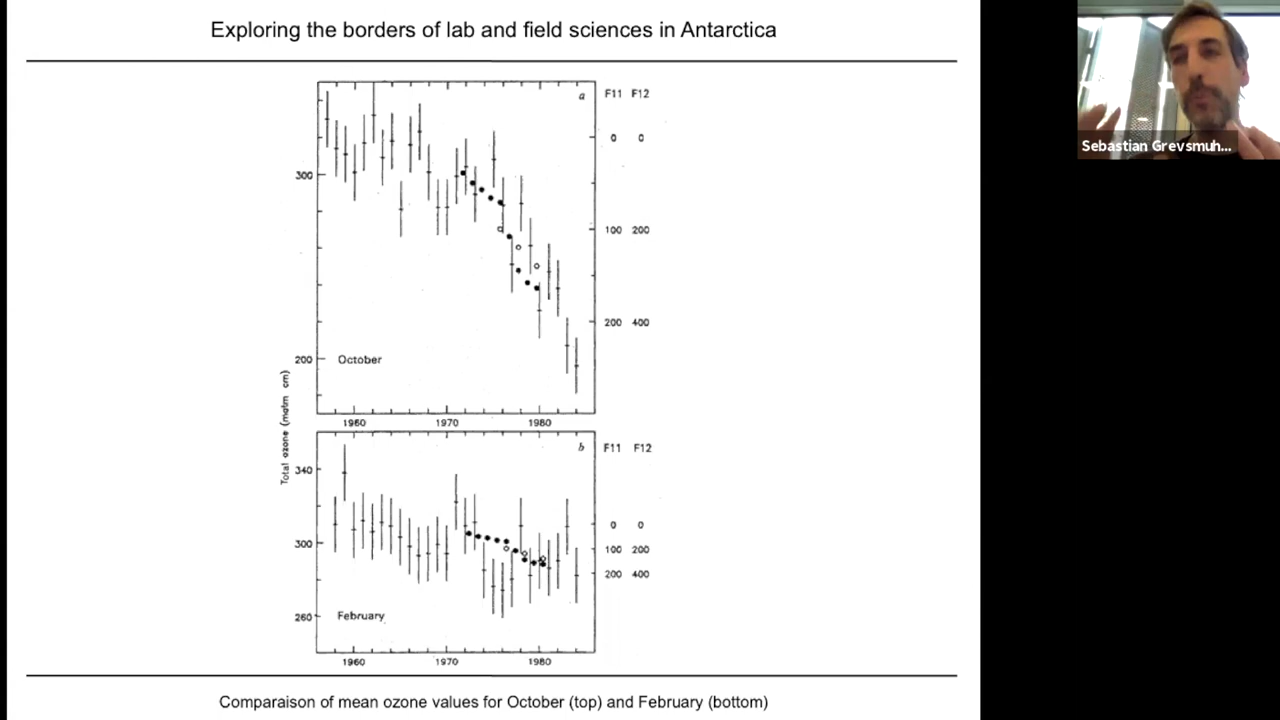 Exploring the borders of lab and field sciences in Antarctica
Sebastian Grevsmuh...
a
F11 F12
0 0
300
100 200
200 400
200
October
1960 1970 1980
Total ozone (matm cm)
b
F11 F12
340
0 0
300
100 200
200 400
260
February
1960 1970 1980
Comparaison of mean ozone values for October (top) and February (bottom)